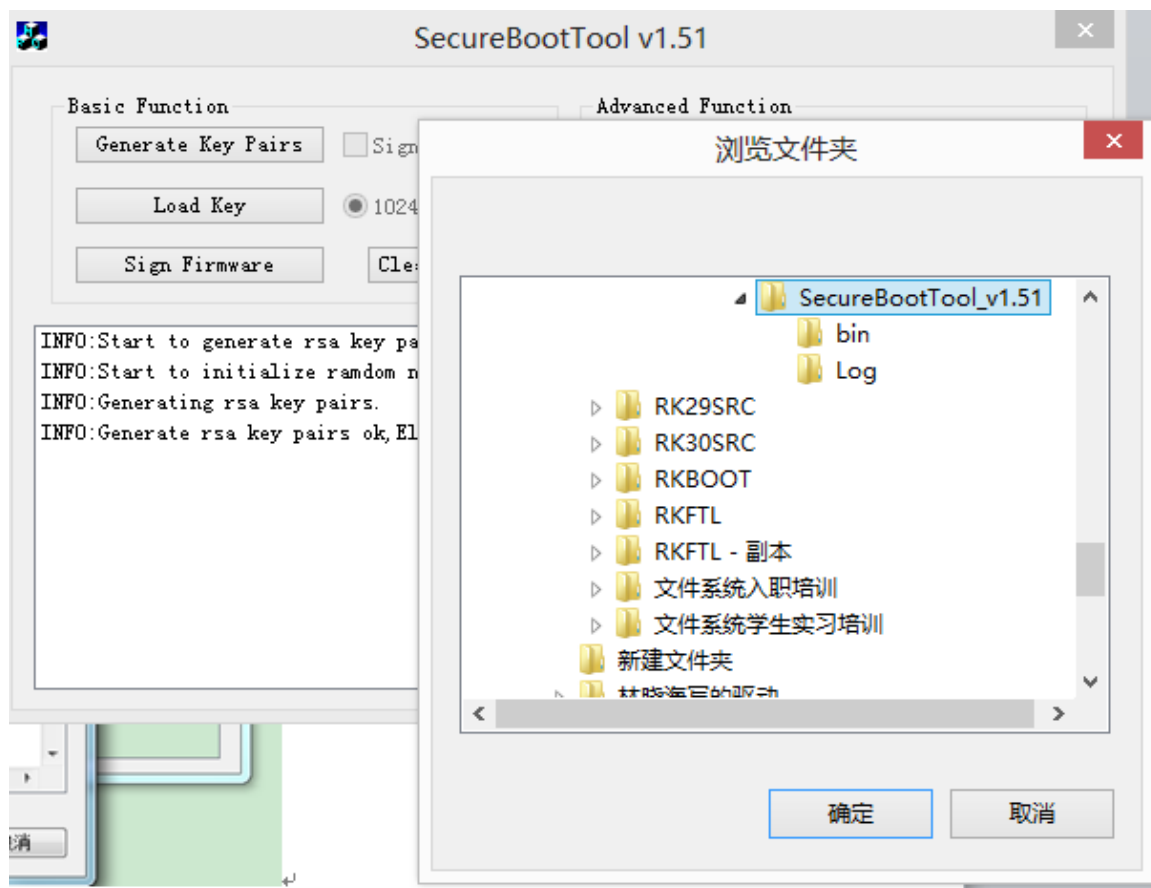 SecureBootTool v1.51
Basic Function
Advanced Function
Generate Key Pairs
Sign
Load Key
1024
Sign Firmware
INFO:Start to generate rsa key pa
INFO:Start to initialize ramdom n
INFO:Generating rsa key pairs.
INFO:Generate rsa key pairs ok,El
浏览文件夹
SecureBootTool_v1.51
bin
Log
RK29SRC
RK30SRC
RKBOOT
RKFTL
RKFTL - 副本
文件系统入职培训
文件系统学生实习培训
新建文件夹
确定
取消